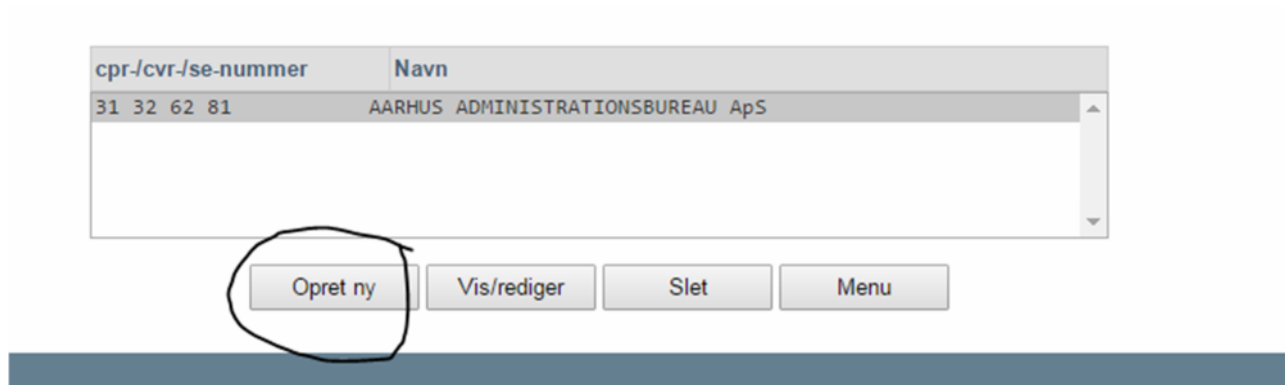 cpr-/cvr-/se-nummer Navn
31 32 62 81 AARHUS ADMINISTRATIONSBUREAU ApS
Opret ny Vis/rediger Slet Menu